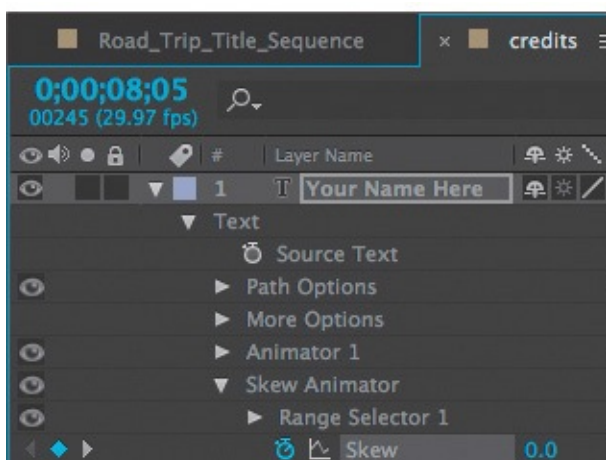 Road_Trip_Title_Sequence × credits
0;00;08;05
00245 (29.97 fps)
# Layer Name
1 T Your Name Here
Text
Source Text
Path Options
More Options
Animator 1
Skew Animator
Range Selector 1
Skew 0.0